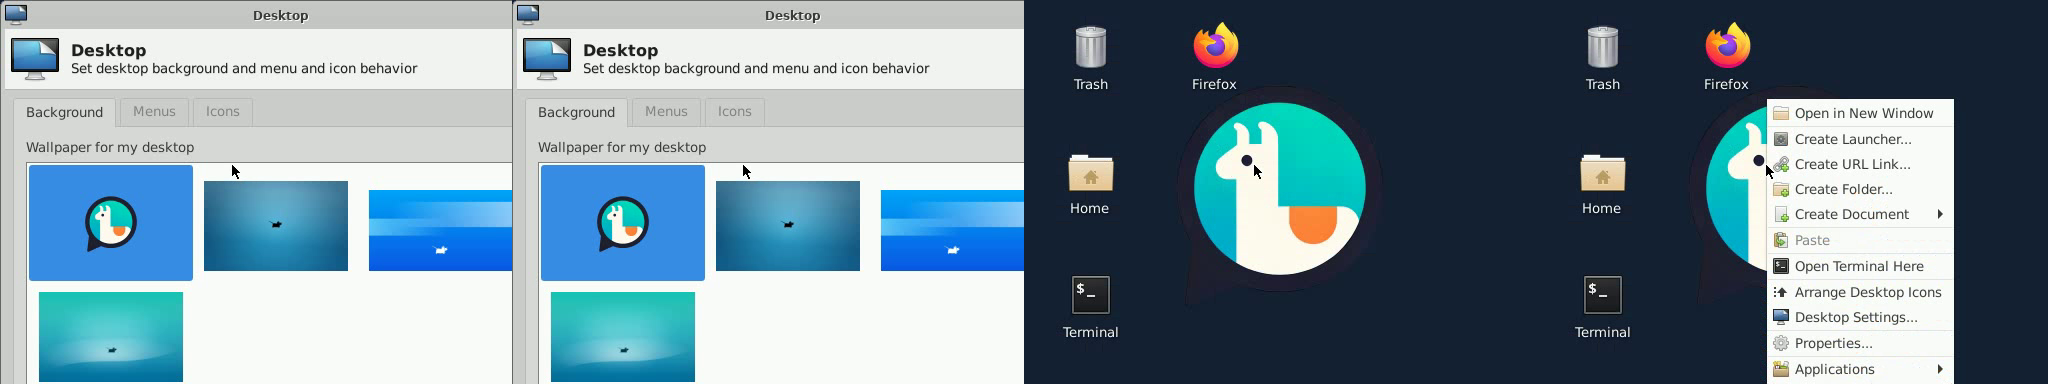 Desktop
Desktop
Set desktop background and menu and icon behavior
Background
Menus
Icons
Wallpaper for my desktop
Desktop
Desktop
Set desktop background and menu and icon behavior
Background
Menus
Icons
Wallpaper for my desktop
Trash
Firefox
Home
$_
Terminal
Trash
Firefox
Home
$_
Terminal
Open in New Window
Create Launcher...
Create URL Link...
Create Folder...
Create Document
Paste
Open Terminal Here
Arrange Desktop Icons
Desktop Settings...
Properties...
Applications